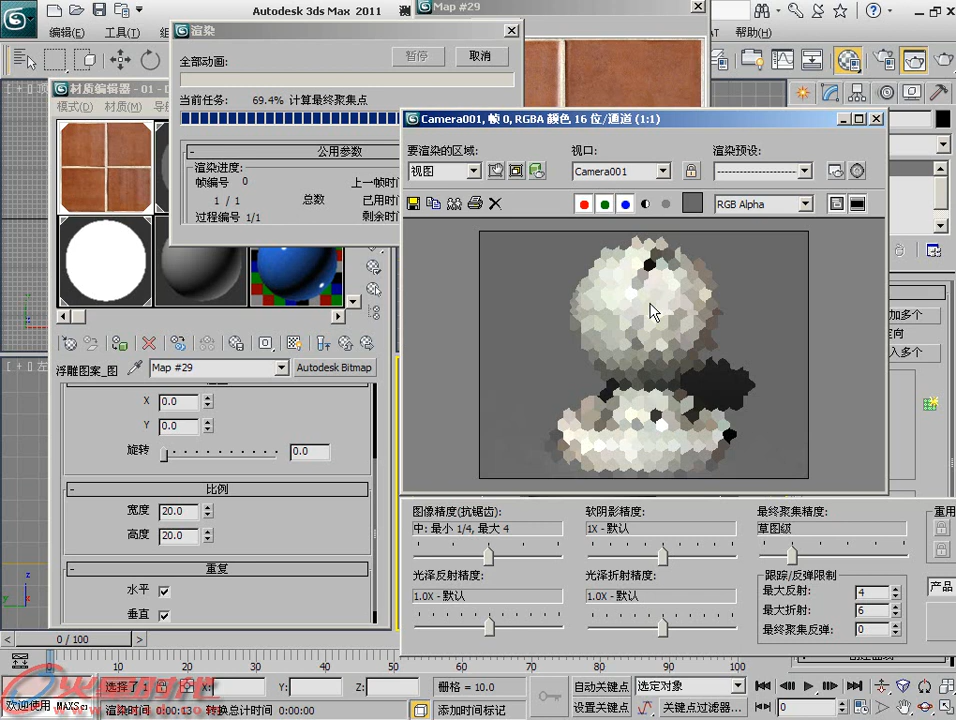 Autodesk 3ds Max 2011
测
Map #29
编辑(E)
工具(T)
组
帮助(H)
渲染
暂停
取消
全部动画:
当前任务: 69.4% 计算最终聚集点
公用参数
渲染进度:
帧编号 0
上一帧时间
1 / 1
总数
已用时
过程编号 1/1
剩余时
材质编辑器 - 01 - D
模式(D)
材质(M)
导航
Camera001, 帧 0, RGBA 颜色 16 位/通道 (1:1)
要渲染的区域:
视口:
渲染预设:
视图
Camera001
RGB Alpha
浮雕图案_图
Map #29
Autodesk Bitmap
X 0.0
Y 0.0
旋转 0.0
比例
宽度 20.0
高度 20.0
重复
水平
垂直
加多个
定向
入多个
图像精度(抗锯齿):
软阴影精度:
最终聚集精度:
重用
中: 最小 1/4, 最大 4
1X - 默认
草图级
光泽反射精度:
光泽折射精度:
跟踪/反弹限制
1.0X - 默认
1.0X - 默认
最大反射: 4
最大折射: 6
最终聚集反弹: 0
产品
0 / 100
0 10 20 30 40 50 60 70 80 90 100
选择了 1
X:
Y:
Z:
栅格 = 10.0
自动关键点
选定对象
欢迎使用 MAXSc
渲染时间 0:00:13
转换总计时间 0:00:00
添加时间标记
设置关键点
关键点过滤器...
0